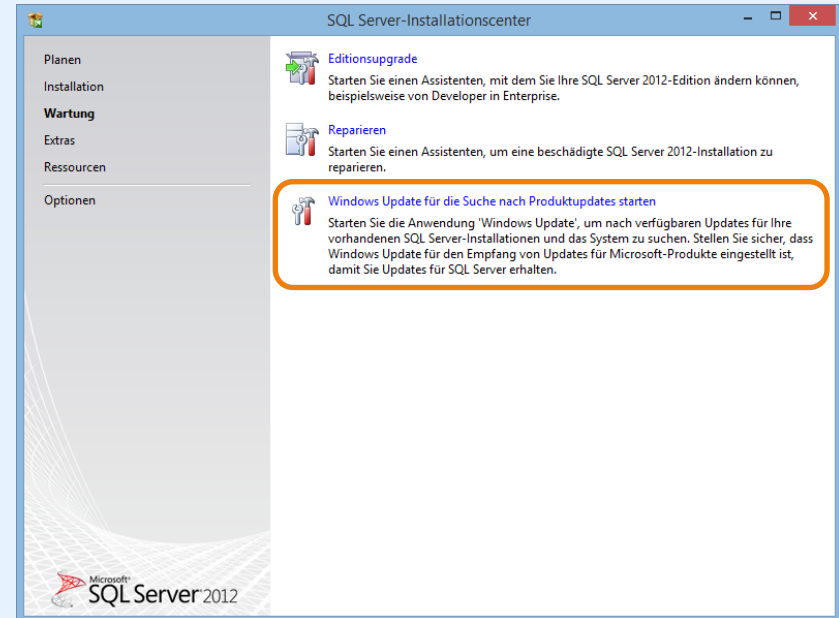 SQL Server-Installationscenter
Planen
Installation
Wartung
Extras
Ressourcen
Optionen
Editionsupgrade
Starten Sie einen Assistenten, mit dem Sie Ihre SQL Server 2012-Edition ändern können,
beispielsweise von Developer in Enterprise.
Reparieren
Starten Sie einen Assistenten, um eine beschädigte SQL Server 2012-Installation zu
reparieren.
Windows Update für die Suche nach Produktupdates starten
Starten Sie die Anwendung 'Windows Update', um nach verfügbaren Updates für Ihre
vorhandenen SQL Server-Installationen und das System zu suchen. Stellen Sie sicher, dass
Windows Update für den Empfang von Updates für Microsoft-Produkte eingestellt ist,
damit Sie Updates für SQL Server erhalten.
Microsoft®
SQL Server 2012